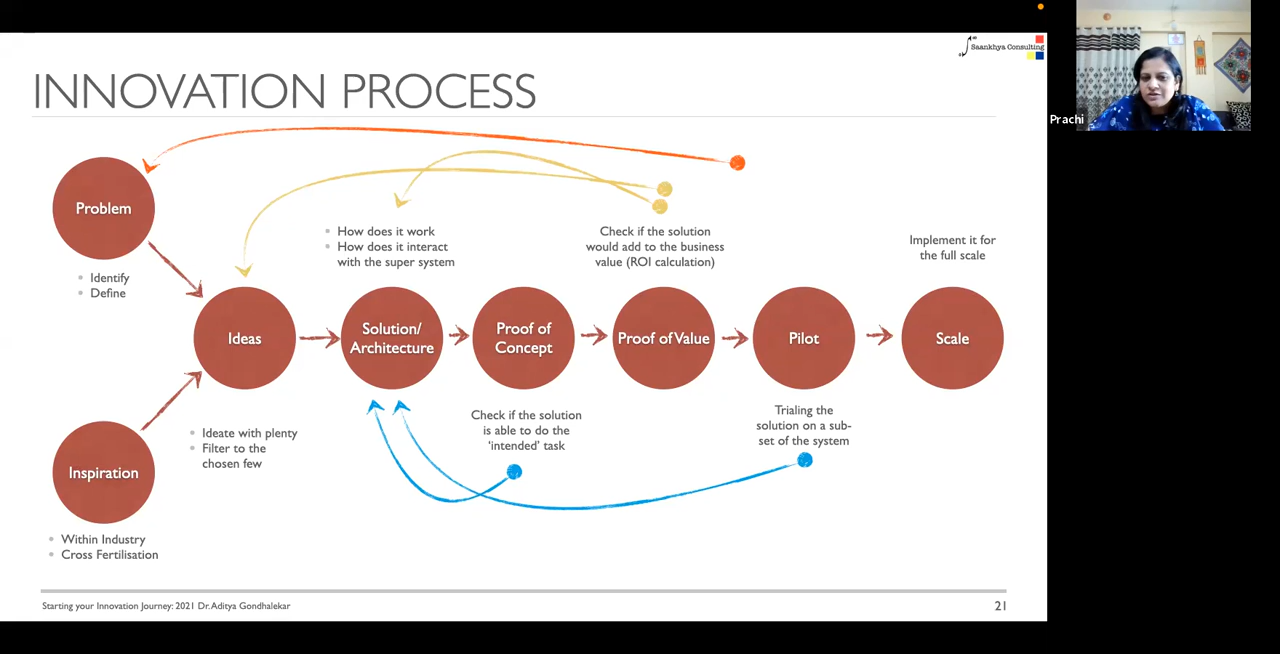 Saankhya Consulting
INNOVATION PROCESS
Prachi
Problem
• Identify
• Define
• How does it work
• How does it interact
with the super system
Check if the solution
would add to the business
value (ROI calculation)
Implement it for
the full scale
Ideas
Solution/
Architecture
Proof of
Concept
Proof of Value
Pilot
Scale
• Ideate with plenty
• Filter to the
chosen few
Check if the solution
is able to do the
'intended' task
Trialing the
solution on a sub-
set of the system
Inspiration
• Within Industry
• Cross Fertilisation
Starting your Innovation Journey: 2021 Dr. Aditya Gondhalekar
21